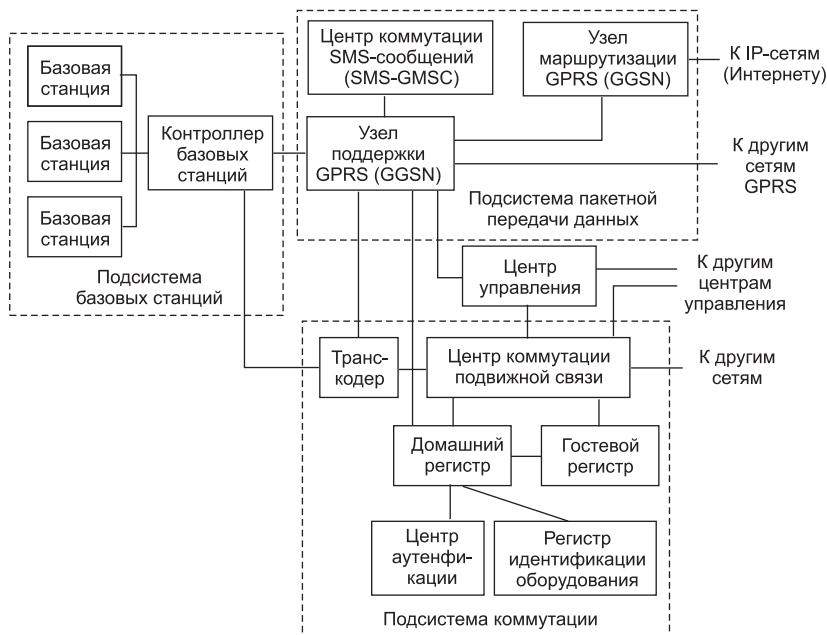 Базовая
станция
Базовая
станция
Базовая
станция
Контроллер
базовых
станций
Подсистема
базовых станций
Центр
коммутации
SMS-сообщений
(SMS-GMSC)
Узел
маршрутизации
GPRS (GGSN)
К IP-сетям
(Интернету)
Узел
поддержки
GPRS (GGSN)
К другим
сетям
GPRS
Подсистема пакетной
передачи данных
Центр
управления
К другим
центрам
управления
Транс-
кодер
Центр коммутации
подвижной связи
К другим
сетям
Домашний
регистр
Гостевой
регистр
Центр
аутенфи-
кации
Регистр
идентификации
оборудования
Подсистема коммутации